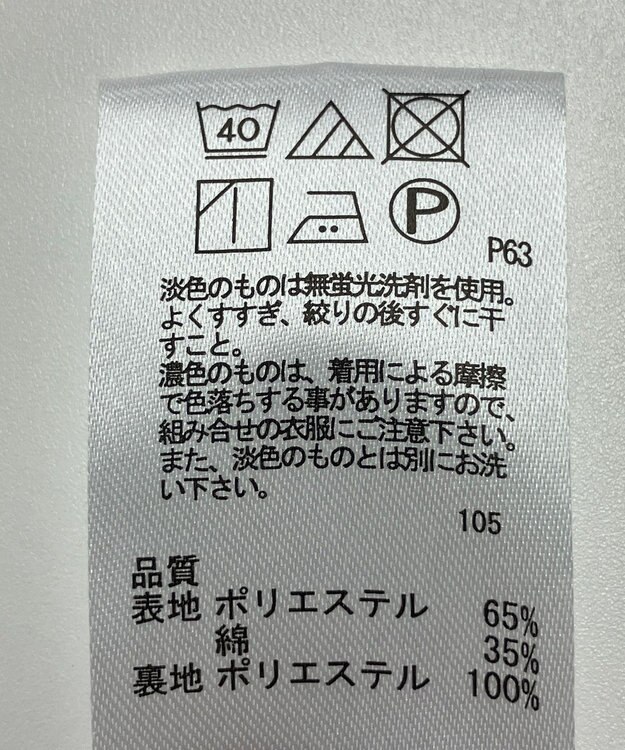 40
P
P63
淡色のものは無蛍光洗剤を使用。
よくすすぎ、絞りの後すぐに干
すこと。
濃色のものは、着用による摩擦
で色落ちする事がありますので、
組み合せの衣服にご注意下さい。
また、淡色のものとは別にお洗
い下さい。
105
品質
表地 ポリエステル 65%
綿 35%
裏地 ポリエステル 100%